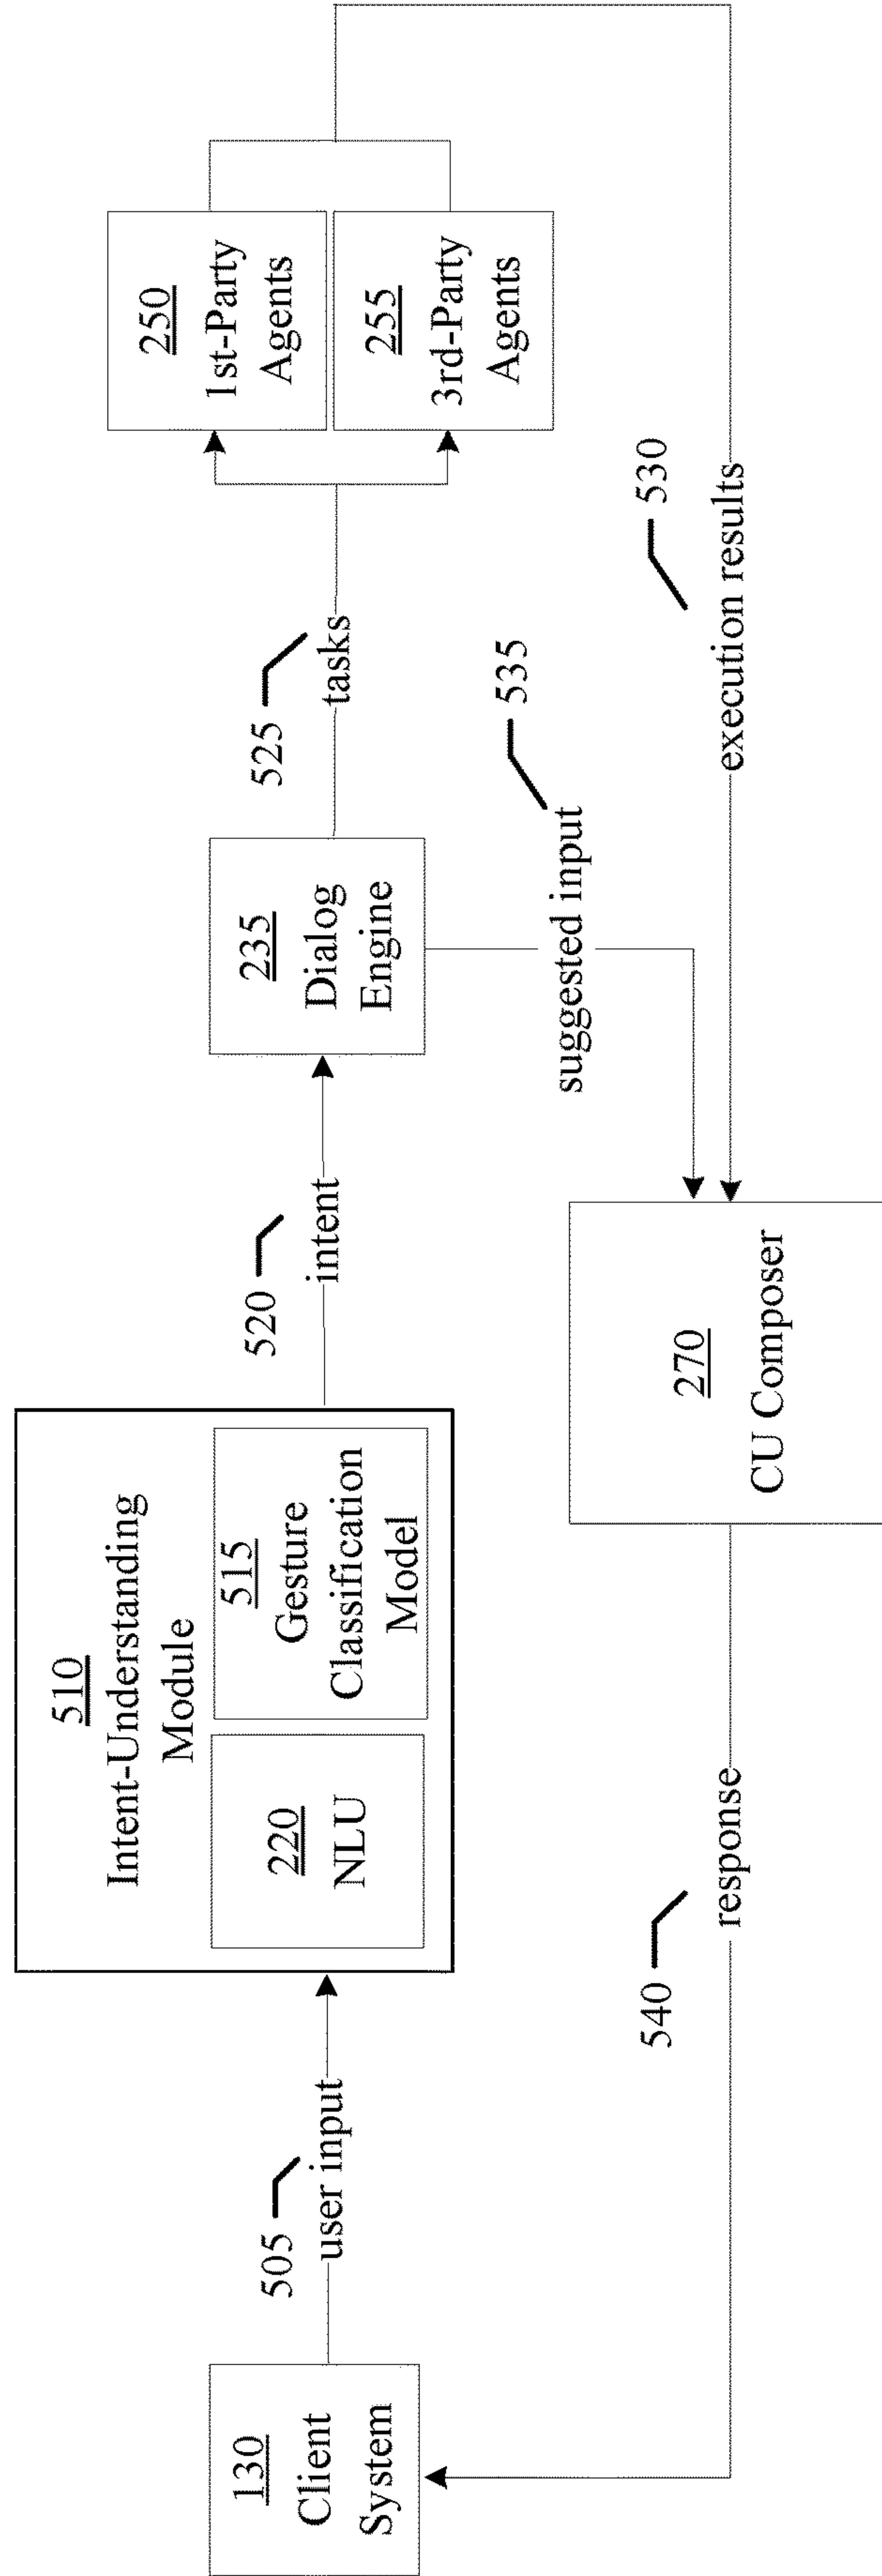 130
Client
System
505
user input
510
Intent-Understanding
Module
220
NLU
515
Gesture
Classification
Model
520
intent
235
Dialog
Engine
525
tasks
250
1st-Party
Agents
255
3rd-Party
Agents
535
suggested input
530
execution results
270
CU Composer
540
response